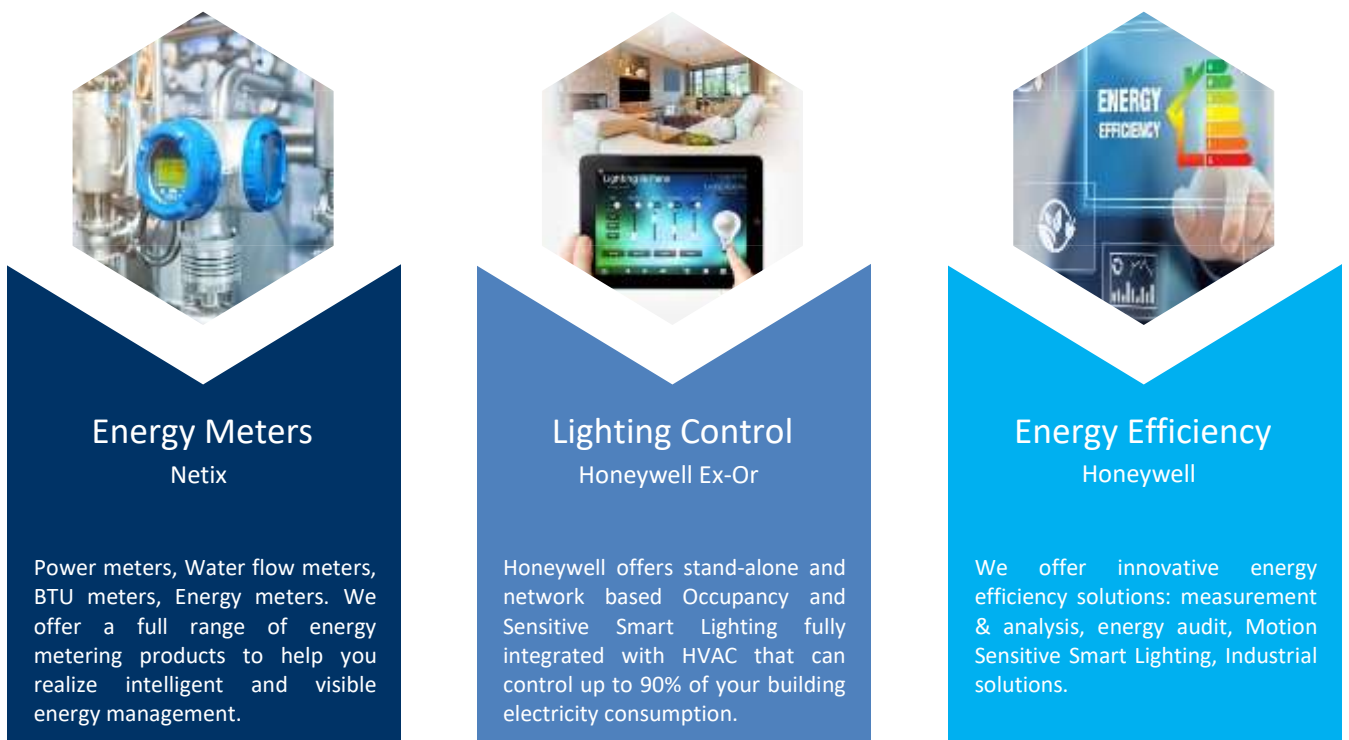 ENERGY
EFFICIENCY
Energy Meters
Netix
Power meters, Water flow meters,
BTU meters, Energy meters. We
offer a full range of energy
metering products to help you
realize intelligent and visible
energy management.
Lighting Control
Honeywell Ex-Or
Honeywell offers stand-alone and
network based Occupancy and
Sensitive Smart Lighting fully
integrated with HVAC that can
control up to 90% of your building
electricity consumption.
Energy Efficiency
Honeywell
We offer innovative energy
efficiency solutions: measurement
& analysis, energy audit, Motion
Sensitive Smart Lighting, Industrial
solutions.